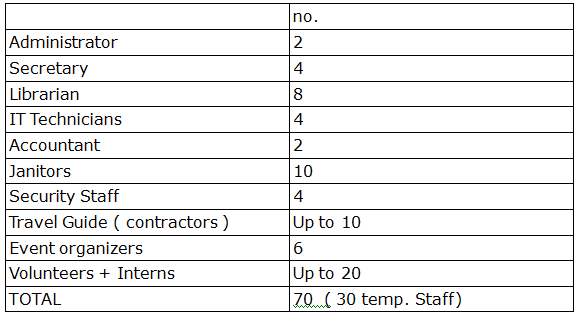 no.
Administrator 2
Secretary 4
Librarian 8
IT Technicians 4
Accountant 2
Janitors 10
Security Staff 4
Travel Guide ( contractors ) Up to 10
Event organizers 6
Volunteers + Interns Up to 20
TOTAL 70 ( 30 temp. Staff)